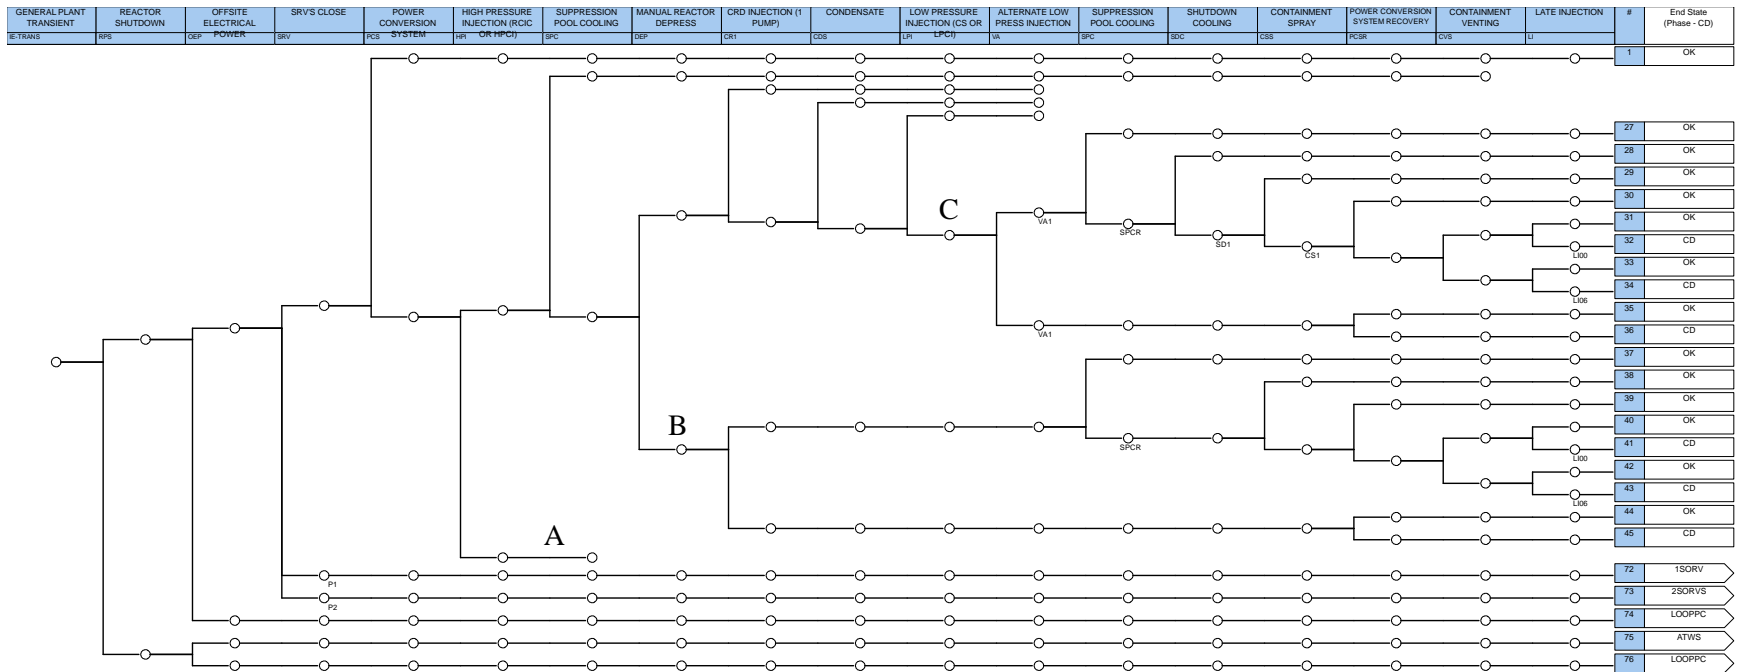 GENERAL PLANT
TRANSIENT
IE-TRANS
REACTOR
SHUTDOWN
RPS
OFFSITE
ELECTRICAL
POWER
OEP
SRV'S CLOSE
SRV
POWER
CONVERSION
SYSTEM
PCS
HIGH PRESSURE
INJECTION (RCIC
OR HPCI)
HPI
SUPPRESSION
POOL COOLING
SPC
MANUAL REACTOR
DEPRESS
DEP
CRD INJECTION (1
PUMP)
CR1
CONDENSATE
CDS
LOW PRESSURE
INJECTION (CS OR
LPCI)
LPI
ALTERNATE LOW
PRESS INJECTION
VA
SUPPRESSION
POOL COOLING
SPC
SHUTDOWN
COOLING
SDC
CONTAINMENT
SPRAY
CSS
POWER CONVERSION
SYSTEM RECOVERY
PCSR
CONTAINMENT
VENTING
CVS
LATE INJECTION
LI
#
End State
(Phase - CD)
1 OK
27 OK
28 OK
29 OK
30 OK
C
VA1
SPCR
SD1
CS1
31 OK
32 CD
LI00
33 OK
34 CD
LI06
35 OK
VA1
36 CD
37 OK
38 OK
39 OK
B
SPCR
40 OK
41 CD
LI00
42 OK
43 CD
LI06
44 OK
45 CD
A
P1
72 1SORV
P2
73 2SORVS
74 LOOPPC
75 ATWS
76 LOOPPC